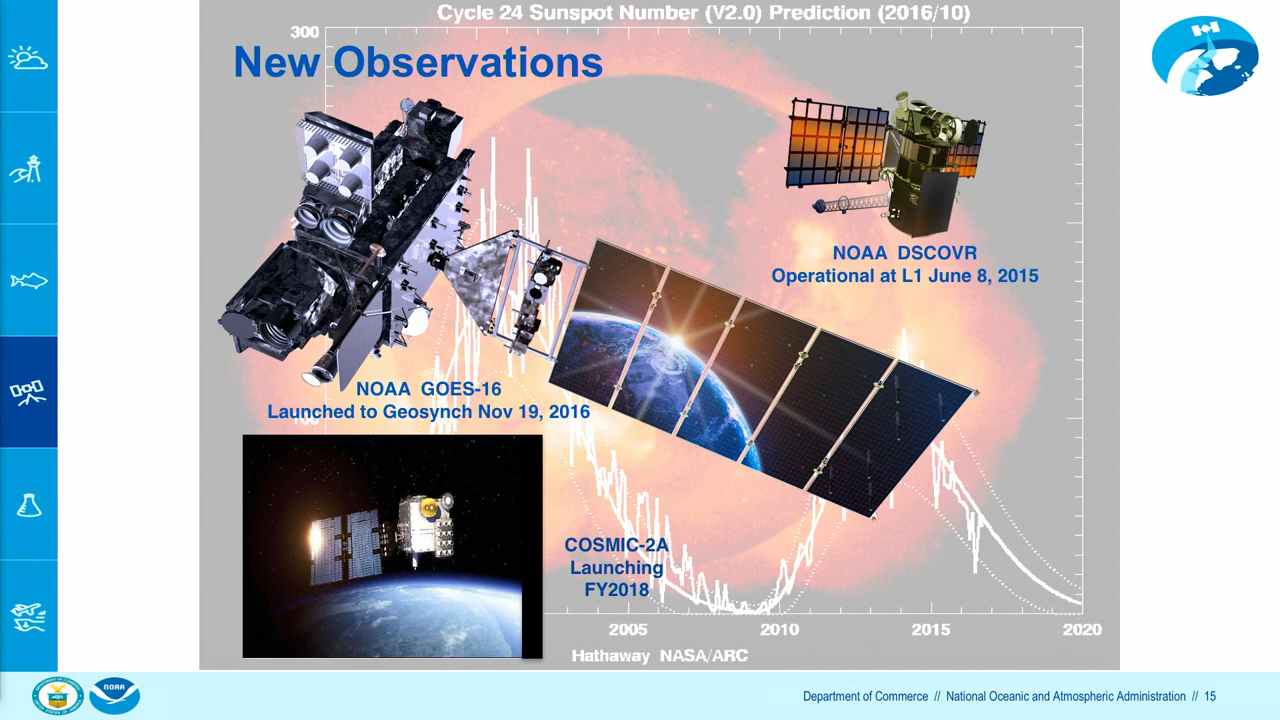 Cycle 24 Sunspot Number (V2.0) Prediction (2016/10)
300
New Observations
NOAA DSCOVR
Operational at L1 June 8, 2015
NOAA GOES-16
Launched to Geosynch Nov 19, 2016
100
COSMIC-2A
Launching
FY2018
2005 2010 2015 2020
Hathaway NASA/ARC
NOAA
Department of Commerce // National Oceanic and Atmospheric Administration // 15